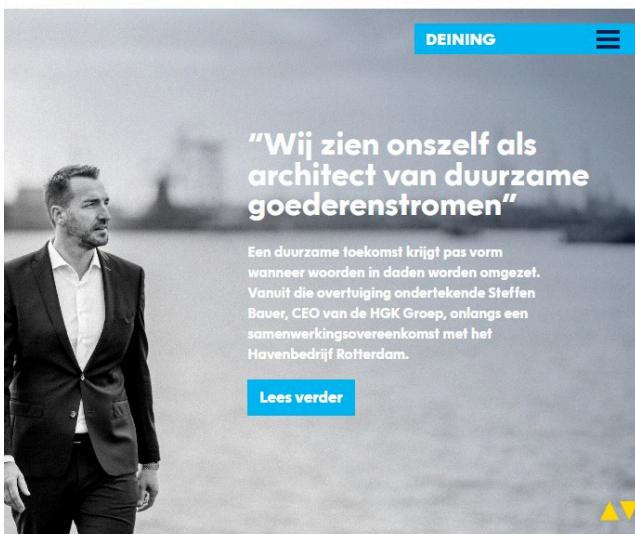 DEINING
"Wij zien onszelf als
architect van duurzame
goederenstromen"
Een duurzame toekomst krijgt pas vorm
wanneer woorden in daden worden omgezet.
Vanuit die overtuiging ondertekende Steffen
Bauer, CEO van de HGK Groep, onlangs een
samenwerkingsovereenkomst met het
Havenbedrijf Rotterdam.
Lees verder